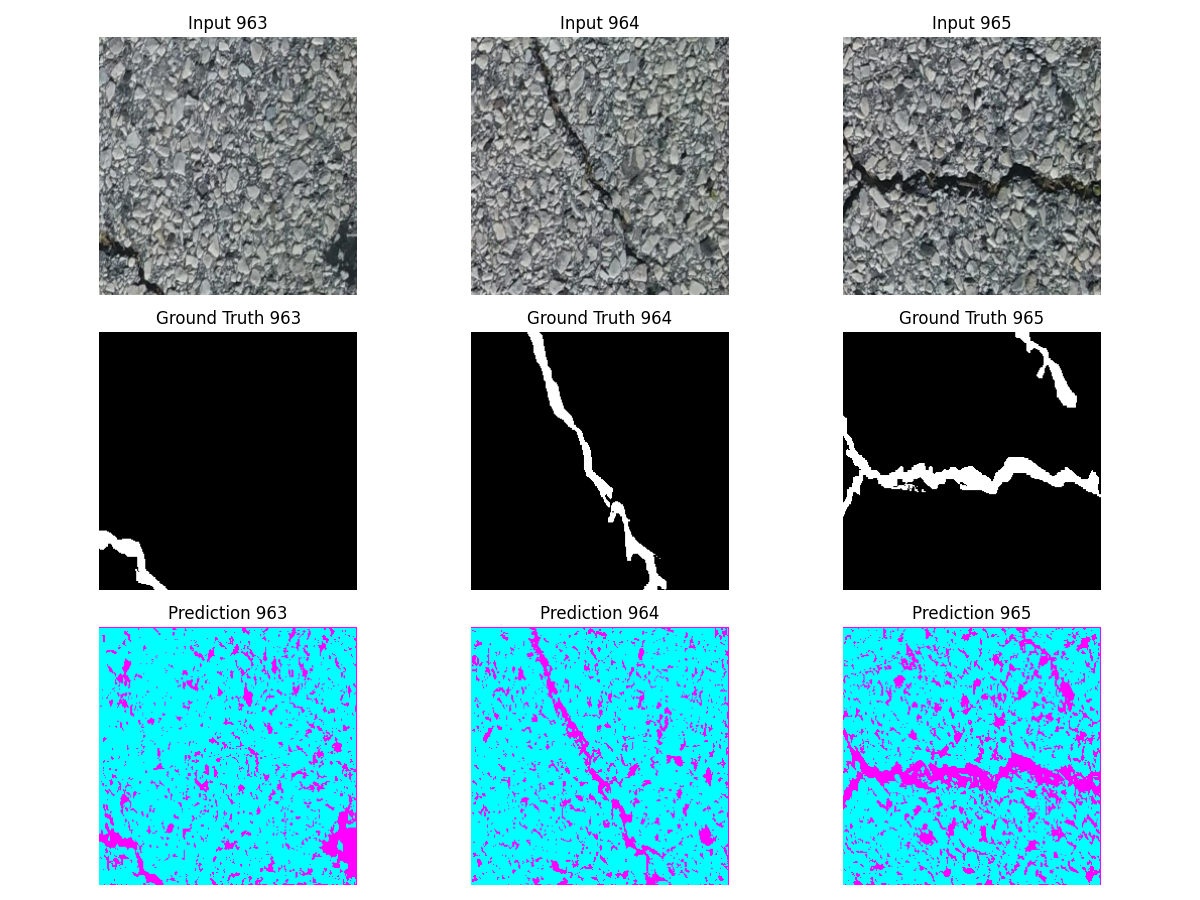 Input 963
Input 964
Input 965
Ground Truth 963
Ground Truth 964
Ground Truth 965
Prediction 963
Prediction 964
Prediction 965